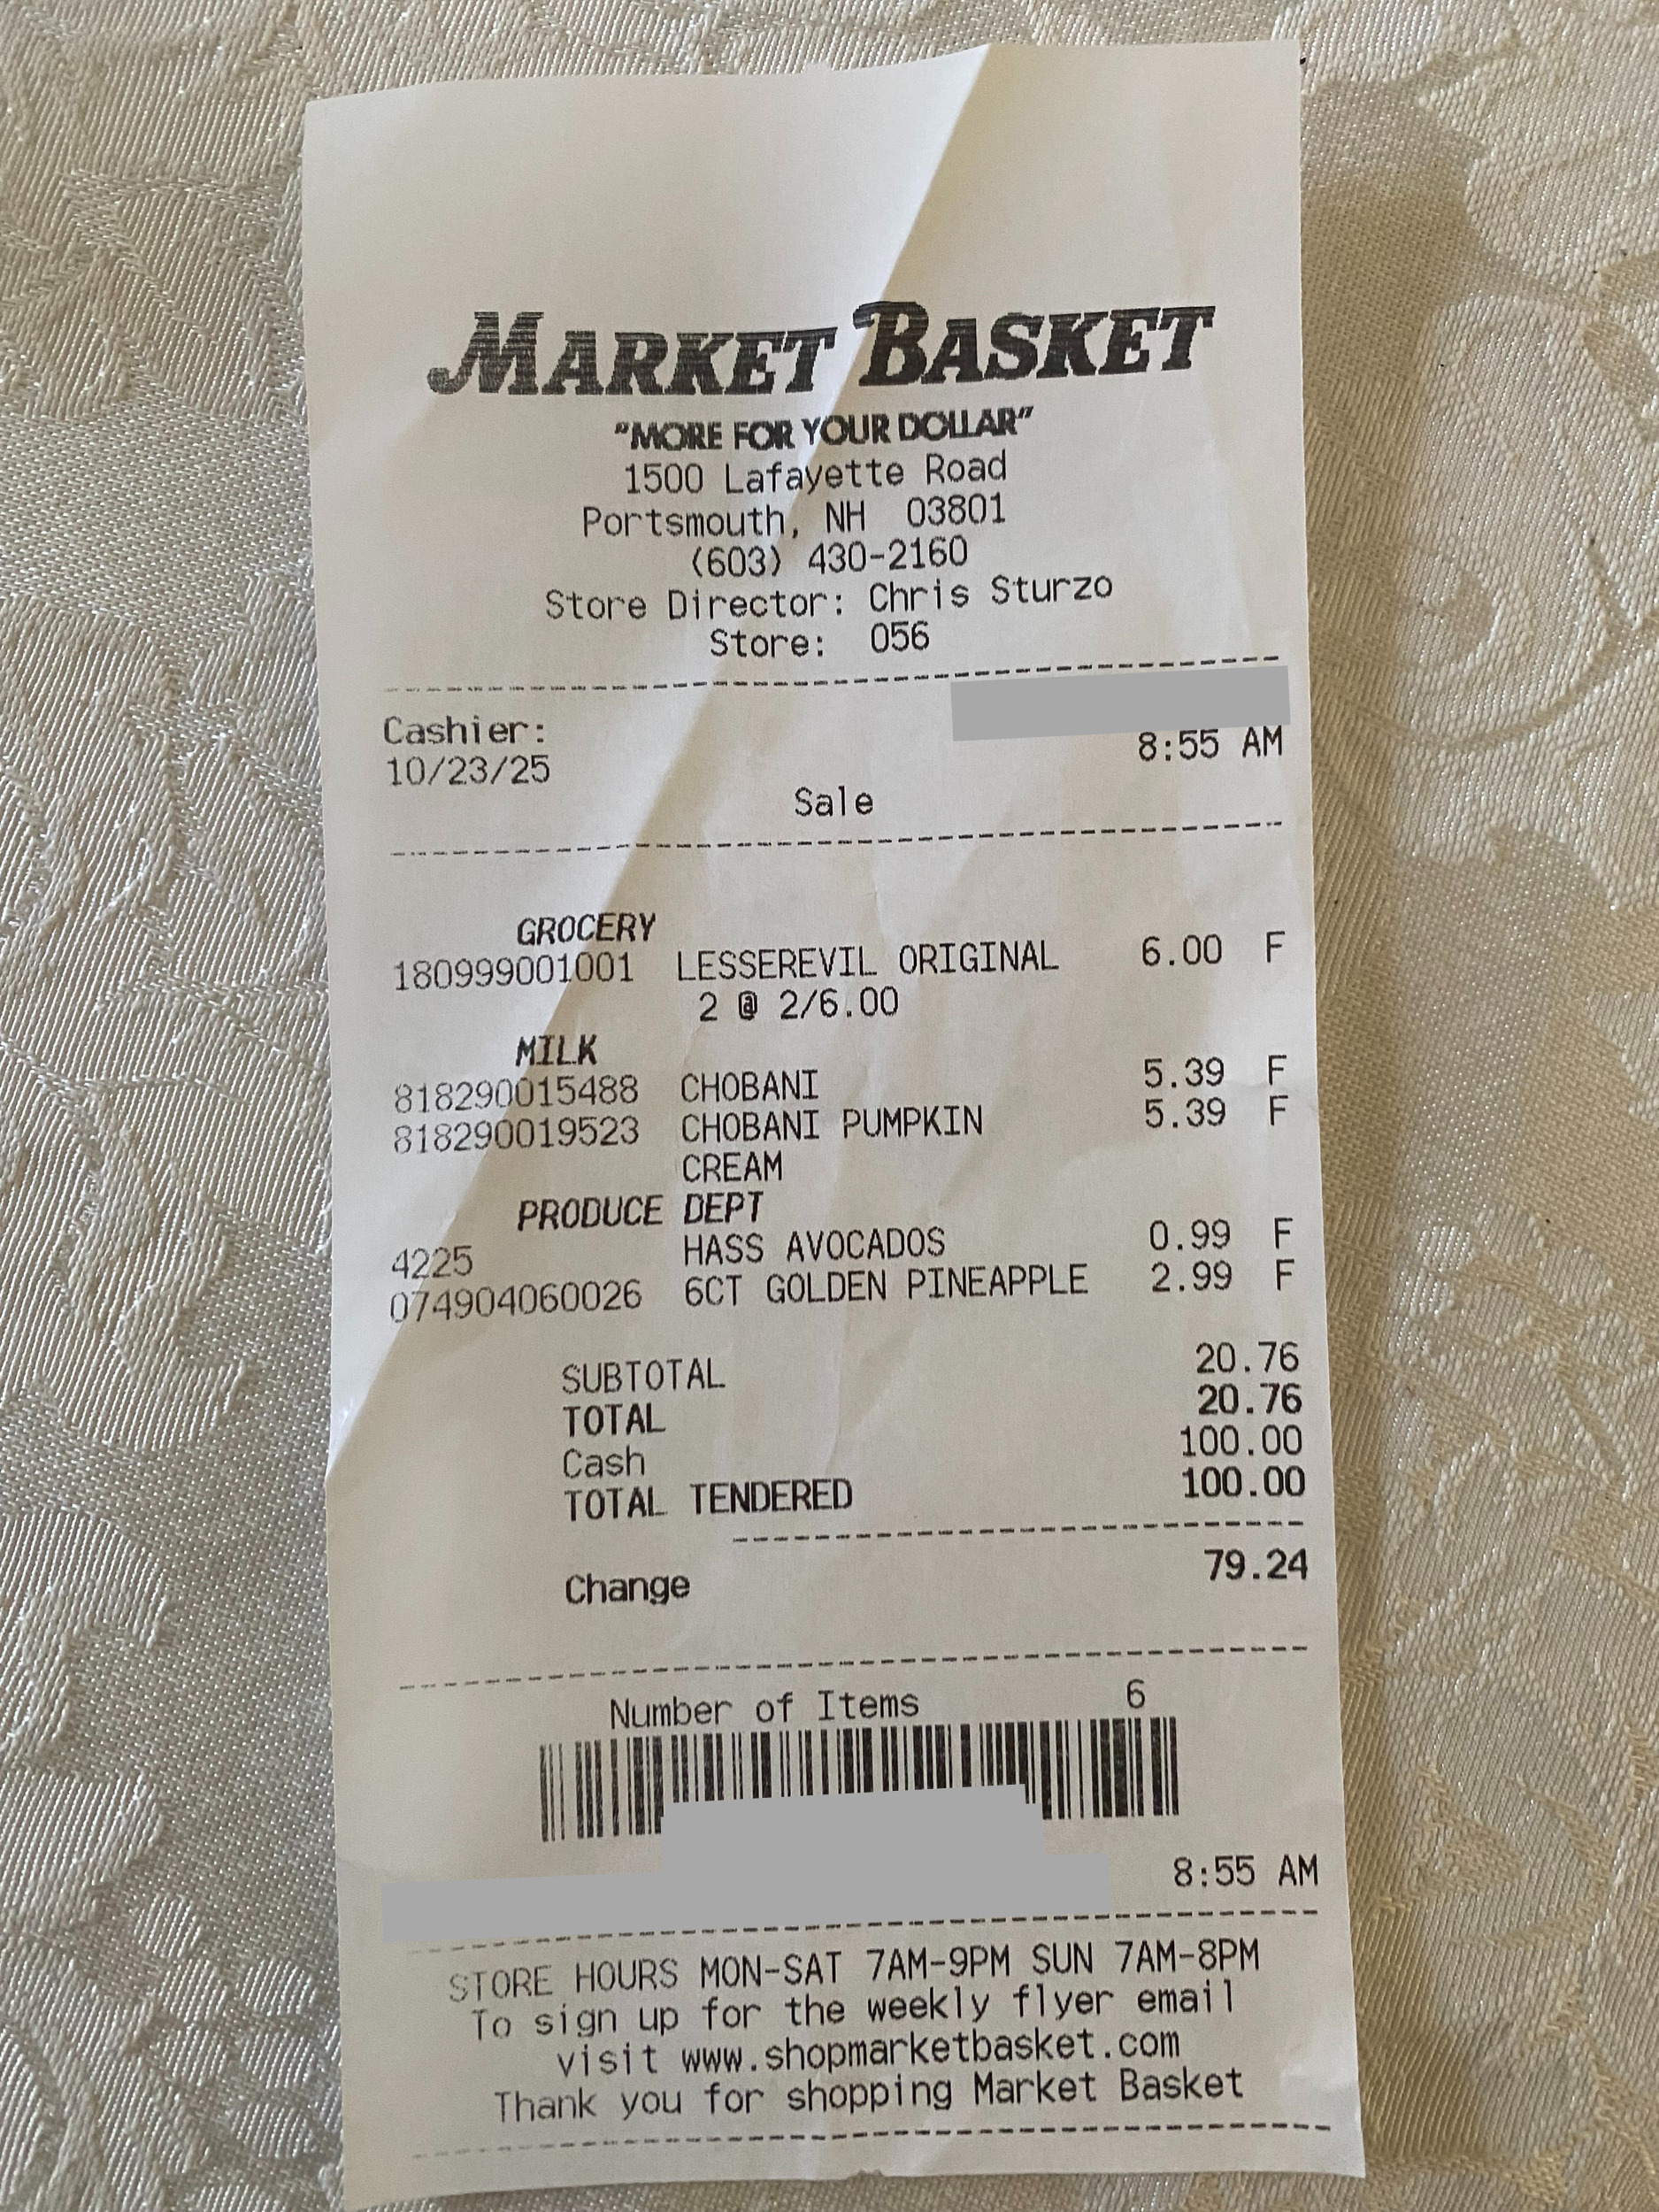 MARKET BASKET
"MORE FOR YOUR DOLLAR"
1500 Lafayette Road
Portsmouth, NH 03801
(603) 430-2160
Store Director: Chris Sturzo
Store: 056
Cashier:
10/23/25 8:55 AM
Sale
GROCERY
180999001001 LESSEREVIL ORIGINAL 6.00 F
2 @ 2/6.00
MILK
818290015488 CHOBANI 5.39 F
818290019523 CHOBANI PUMPKIN 5.39 F
CREAM
PRODUCE DEPT
4225 HASS AVOCADOS 0.99 F
074904060026 6CT GOLDEN PINEAPPLE 2.99 F
SUBTOTAL 20.76
TOTAL 20.76
Cash 100.00
TOTAL TENDERED 100.00
Change 79.24
Number of Items 6
8:55 AM
STORE HOURS MON-SAT 7AM-9PM SUN 7AM-8PM
To sign up for the weekly flyer email
visit www.shopmarketbasket.com
Thank you for shopping Market Basket